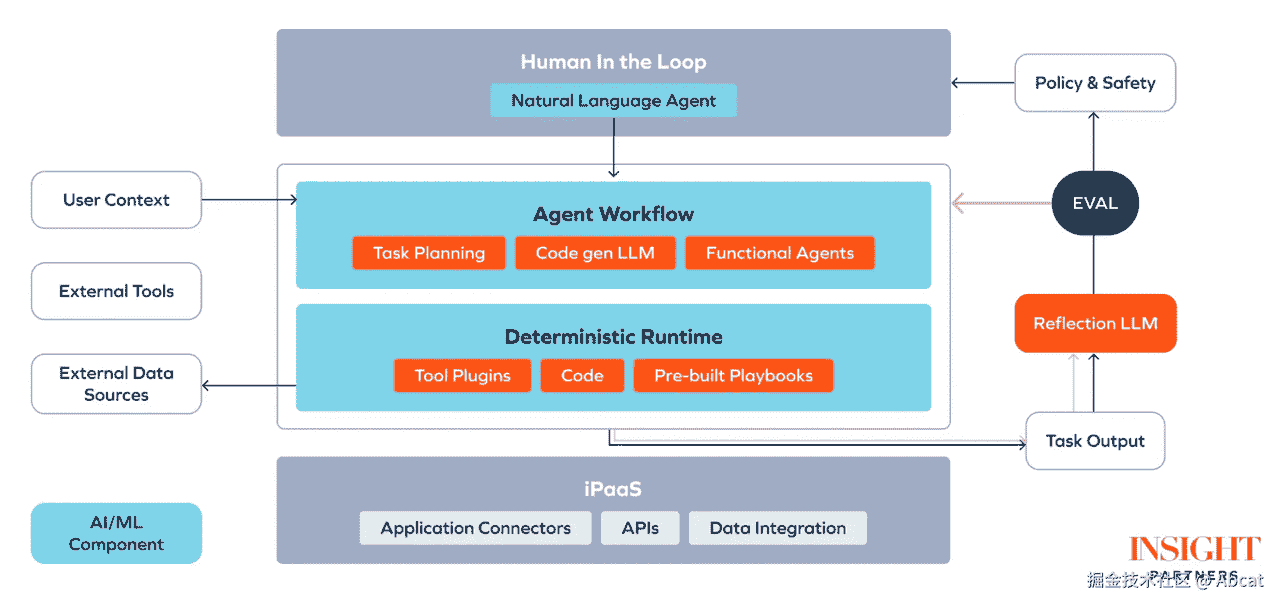 Human In the Loop
Natural Language Agent
Policy & Safety
User Context
Agent Workflow
EVAL
Task Planning
Code gen LLM
Functional Agents
External Tools
Deterministic Runtime
Reflection LLM
External Data
Sources
Tool Plugins
Code
Pre-built Playbooks
Task Output
iPaaS
AI/ML
Component
Application Connectors
APIs
Data Integration
INSIGHT
PARTNERS
掘金技术社区 @ Abcat